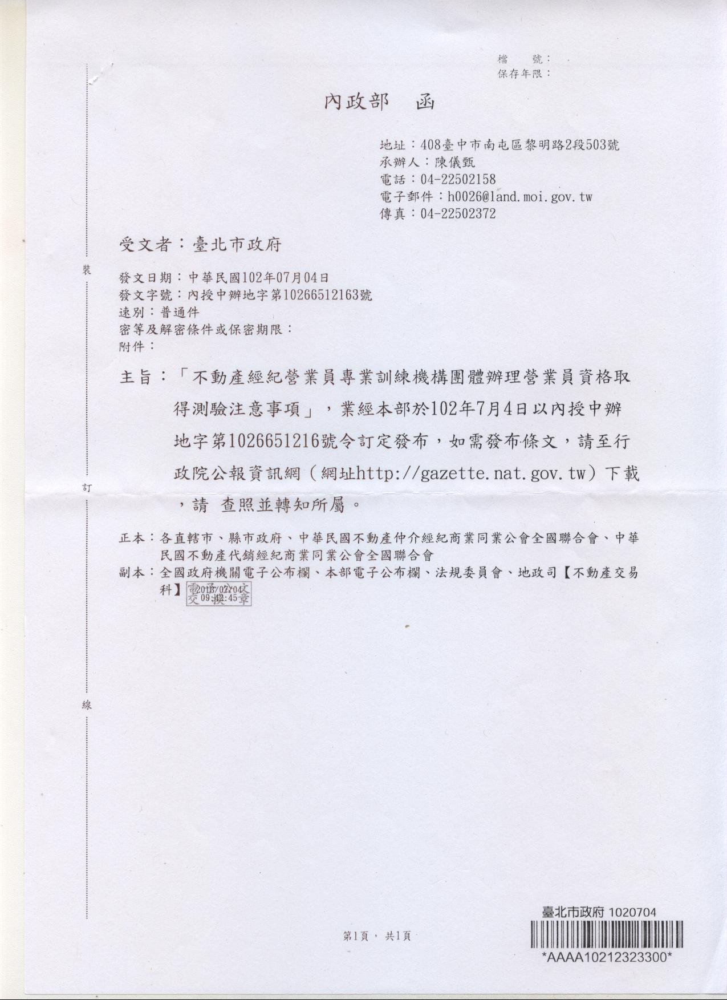 檔　　號：
保存年限：
內政部　函
地址：408臺中市南屯區黎明路2段503號
承辦人：陳儀甄
電話：04-22502158
電子郵件：h0026@land.moi.gov.tw
傳真：04-22502372
受文者：臺北市政府
發文日期：中華民國102年07月04日
發文字號：內授中辦地字第10266512163號
速別：普通件
密等及解密條件或保密期限：
附件：
主旨：「不動產經紀營業員專業訓練機構團體辦理營業員資格取
得測驗注意事項」，業經本部於102年7月4日以內授中辦
地字第1026651216號令訂定發布，如需發布條文，請至行
政院公報資訊網（網址http://gazette.nat.gov.tw）下載
，請　查照並轉知所屬。
正本：各直轄市、縣市政府、中華民國不動產仲介經紀商業同業公會全國聯合會、中華
民國不動產代銷經紀商業同業公會全國聯合會
副本：全國政府機關電子公布欄、本部電子公布欄、法規委員會、地政司【不動產交易
科】
電子公文
交換章
2013/07/04
09:42:45
裝
訂
線
第1頁，共1頁
臺北市政府 1020704
*AAAA10212323300*